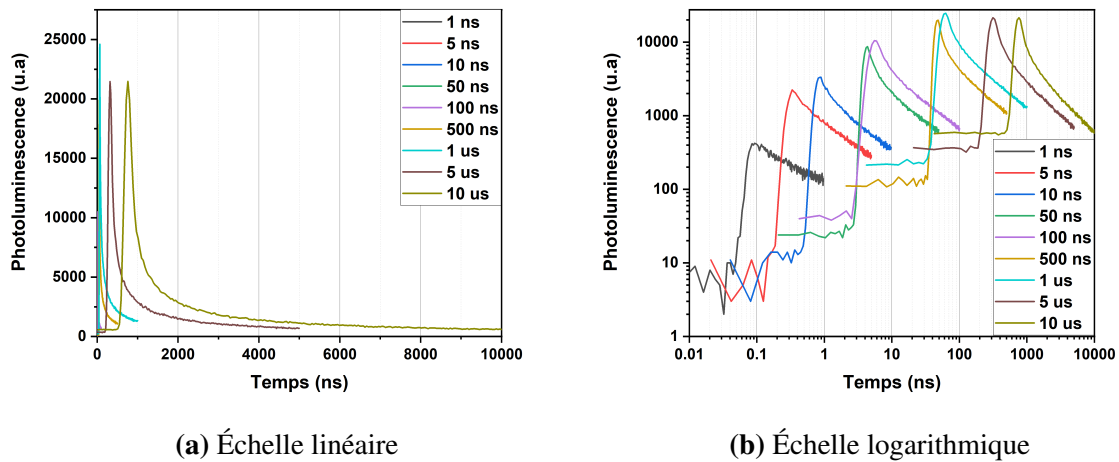 25000
20000
15000
10000
5000
0
0 2000 4000 6000 8000 10000
Photoluminescence (u.a)
Temps (ns)
1 ns
5 ns
10 ns
50 ns
100 ns
500 ns
1 us
5 us
10 us
(a) Échelle linéaire
10000
1000
100
10
1
0.01 0.1 1 10 100 1000 10000
Photoluminescence (u.a)
Temps (ns)
1 ns
5 ns
10 ns
50 ns
100 ns
500 ns
1 us
5 us
10 us
(b) Échelle logarithmique